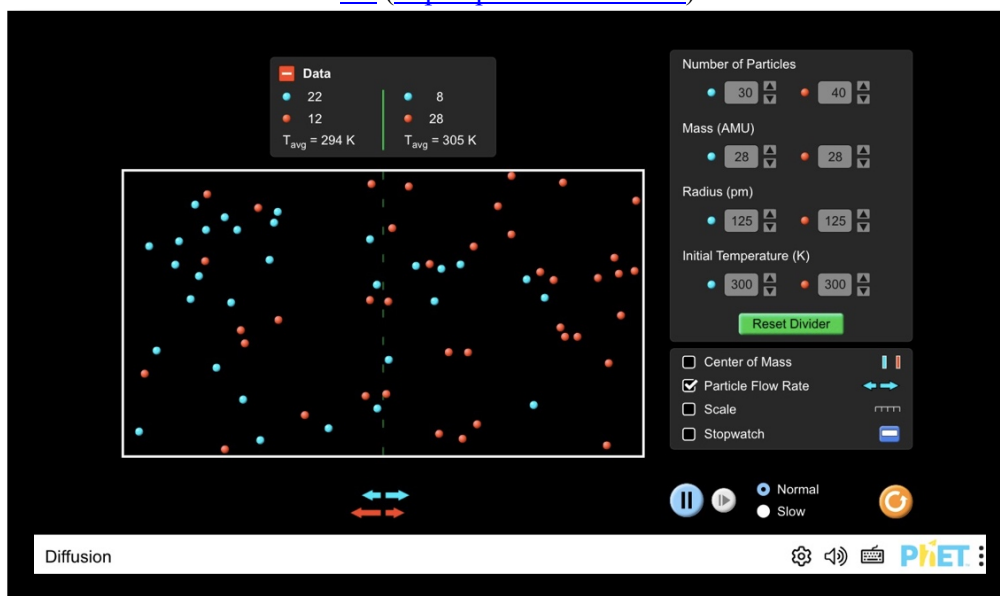 Data
22 8
12 28
Tavg = 294 K Tavg = 305 K
Number of Particles
30 40
Mass (AMU)
28 28
Radius (pm)
125 125
Initial Temperature (K)
300 300
Reset Divider
Center of Mass
Particle Flow Rate
Scale
Stopwatch
Normal
Slow
Diffusion
PhET